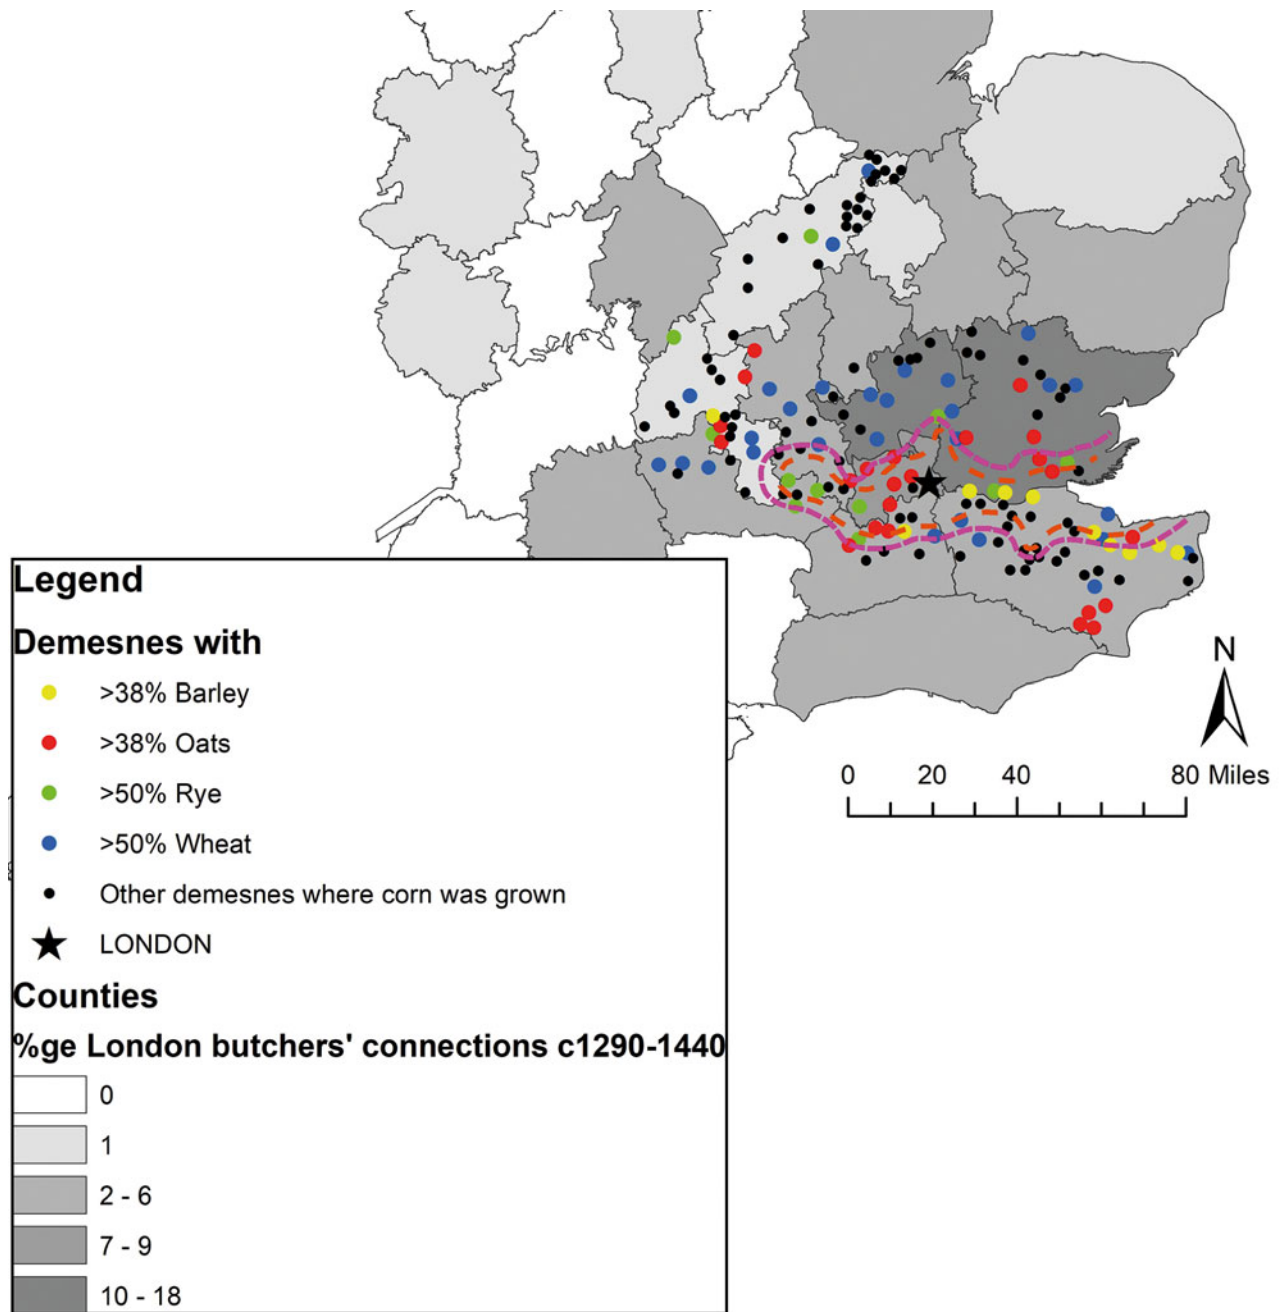 Legend
Demesnes with
>38% Barley
>38% Oats
>50% Rye
>50% Wheat
Other demesnes where corn was grown
LONDON
Counties
%ge London butchers' connections c1290-1440
0
1
2 - 6
7 - 9
10 - 18
N
0 20 40 80 Miles